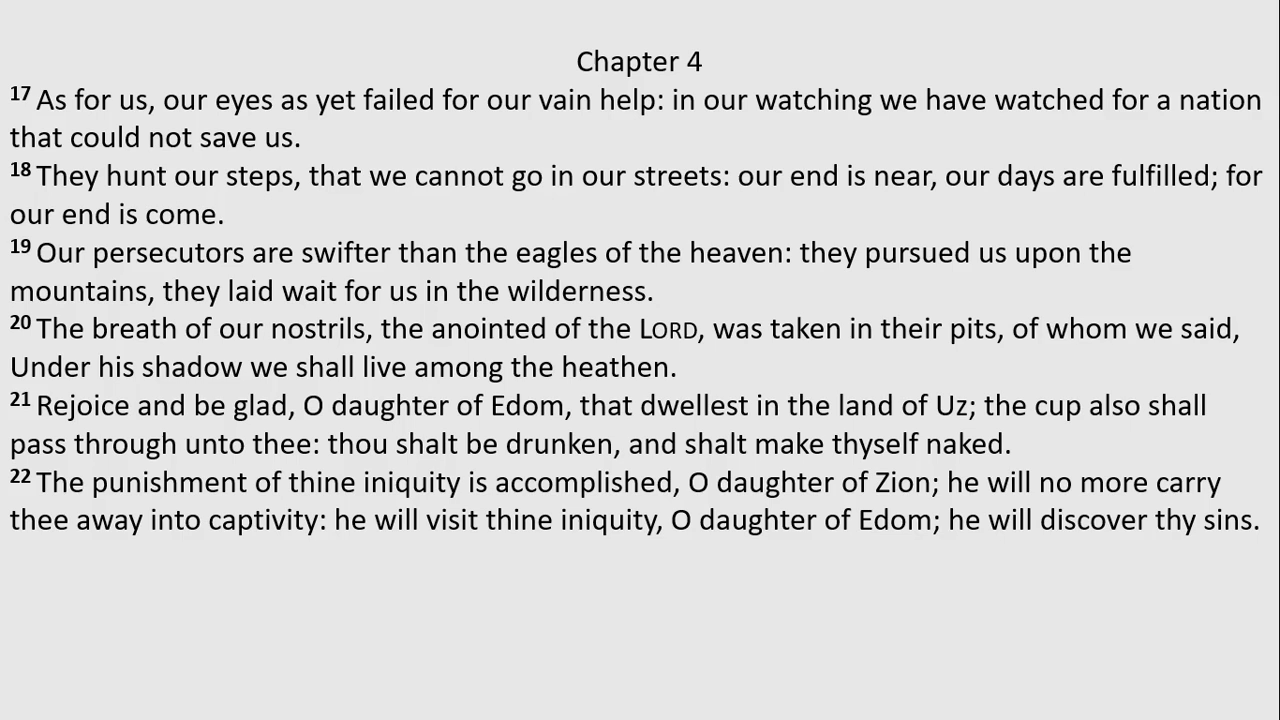 Chapter 4
17 As for us, our eyes as yet failed for our vain help: in our watching we have watched for a nation
that could not save us.
18 They hunt our steps, that we cannot go in our streets: our end is near, our days are fulfilled; for
our end is come.
19 Our persecutors are swifter than the eagles of the heaven: they pursued us upon the
mountains, they laid wait for us in the wilderness.
20 The breath of our nostrils, the anointed of the LORD, was taken in their pits, of whom we said,
Under his shadow we shall live among the heathen.
21 Rejoice and be glad, O daughter of Edom, that dwellest in the land of Uz; the cup also shall
pass through unto thee: thou shalt be drunken, and shalt make thyself naked.
22 The punishment of thine iniquity is accomplished, O daughter of Zion; he will no more carry
thee away into captivity: he will visit thine iniquity, O daughter of Edom; he will discover thy sins.